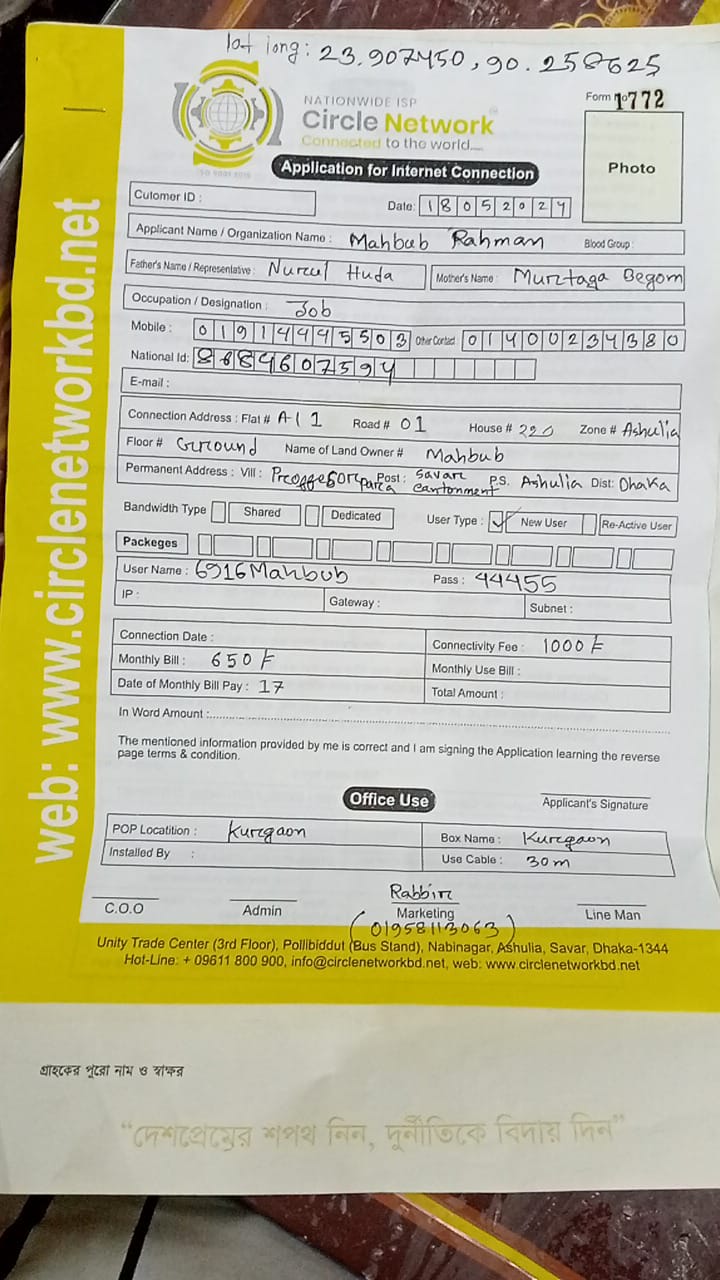 lat long: 23.907450, 90.258625
NATIONWIDE ISP
Circle Network
Connected to the world....
ISO 9001:2015
Form No 1772
Photo
Application for Internet Connection
Cutomer ID :
Date: 18052024
Applicant Name / Organization Name : Mahbub Rahman Blood Group :
Father's Name / Representative : Nurul Huda Mother's Name : Murtaga Begom
Occupation / Designation : Job
Mobile : 01914445503 Other Contact 01400234380
National Id: 8684607594
E-mail :
Connection Address : Flat # A/1 Road # 01 House # 220 Zone # Ashulia
Floor # Ground Name of Land Owner # Mahbub
Permanent Address : Vill : Proffesorpara Post : Savar cantonment P.S. Ashulia Dist: Dhaka
Bandwidth Type Shared Dedicated User Type : ✓ New User Re-Active User
Packeges
User Name : 6916Mahbub Pass : 44455
IP : Gateway : Subnet :
Connection Date : Connectivity Fee : 1000 ৳
Monthly Bill : 650 ৳ Monthly Use Bill :
Date of Monthly Bill Pay : 17 Total Amount :
In Word Amount :
The mentioned information provided by me is correct and I am signing the Application learning the reverse
page terms & condition.
Office Use
Applicant's Signature
POP Locatition : Kurgaon Box Name : Kurgaon
Installed By : Use Cable : 30m
Rabbir
C.O.O Admin Marketing Line Man
(01958113063)
Unity Trade Center (3rd Floor), Pollibiddut (Bus Stand), Nabinagar, Ashulia, Savar, Dhaka-1344
Hot-Line: + 09611 800 900, info@circlenetworkbd.net, web: www.circlenetworkbd.net
web: www.circlenetworkbd.net
গ্রাহকের পুরো নাম ও স্বাক্ষর
“দেশপ্রেমের শপথ নিন, দুর্নীতিকে বিদায় দিন”